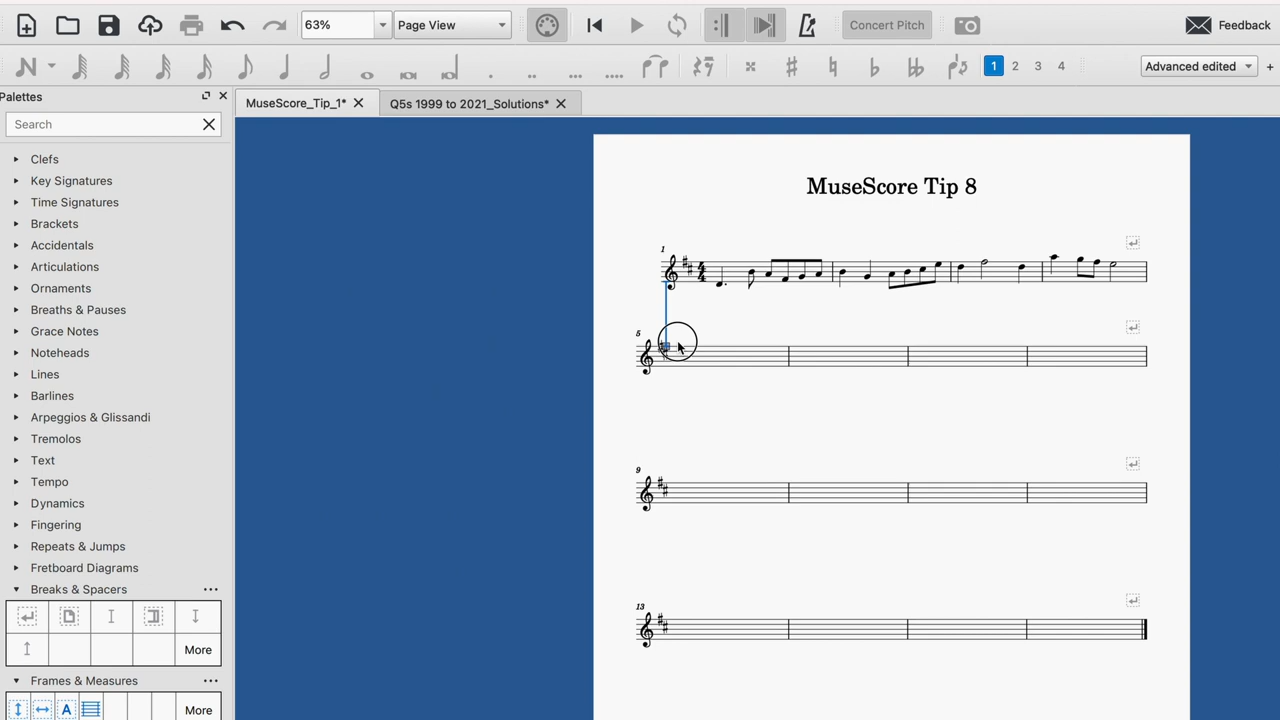 63%
Page View
Concert Pitch
Feedback
1 2 3 4
Advanced edited
+
Palettes
MuseScore_Tip_1*
Q5s 1999 to 2021_Solutions*
Search
Clefs
Key Signatures
Time Signatures
Brackets
Accidentals
Articulations
Ornaments
Breaths & Pauses
Grace Notes
Noteheads
Lines
Barlines
Arpeggios & Glissandi
Tremolos
Text
Tempo
Dynamics
Fingering
Repeats & Jumps
Fretboard Diagrams
Breaks & Spacers
More
Frames & Measures
A
More
MuseScore Tip 8
1
4
4
5
9
13